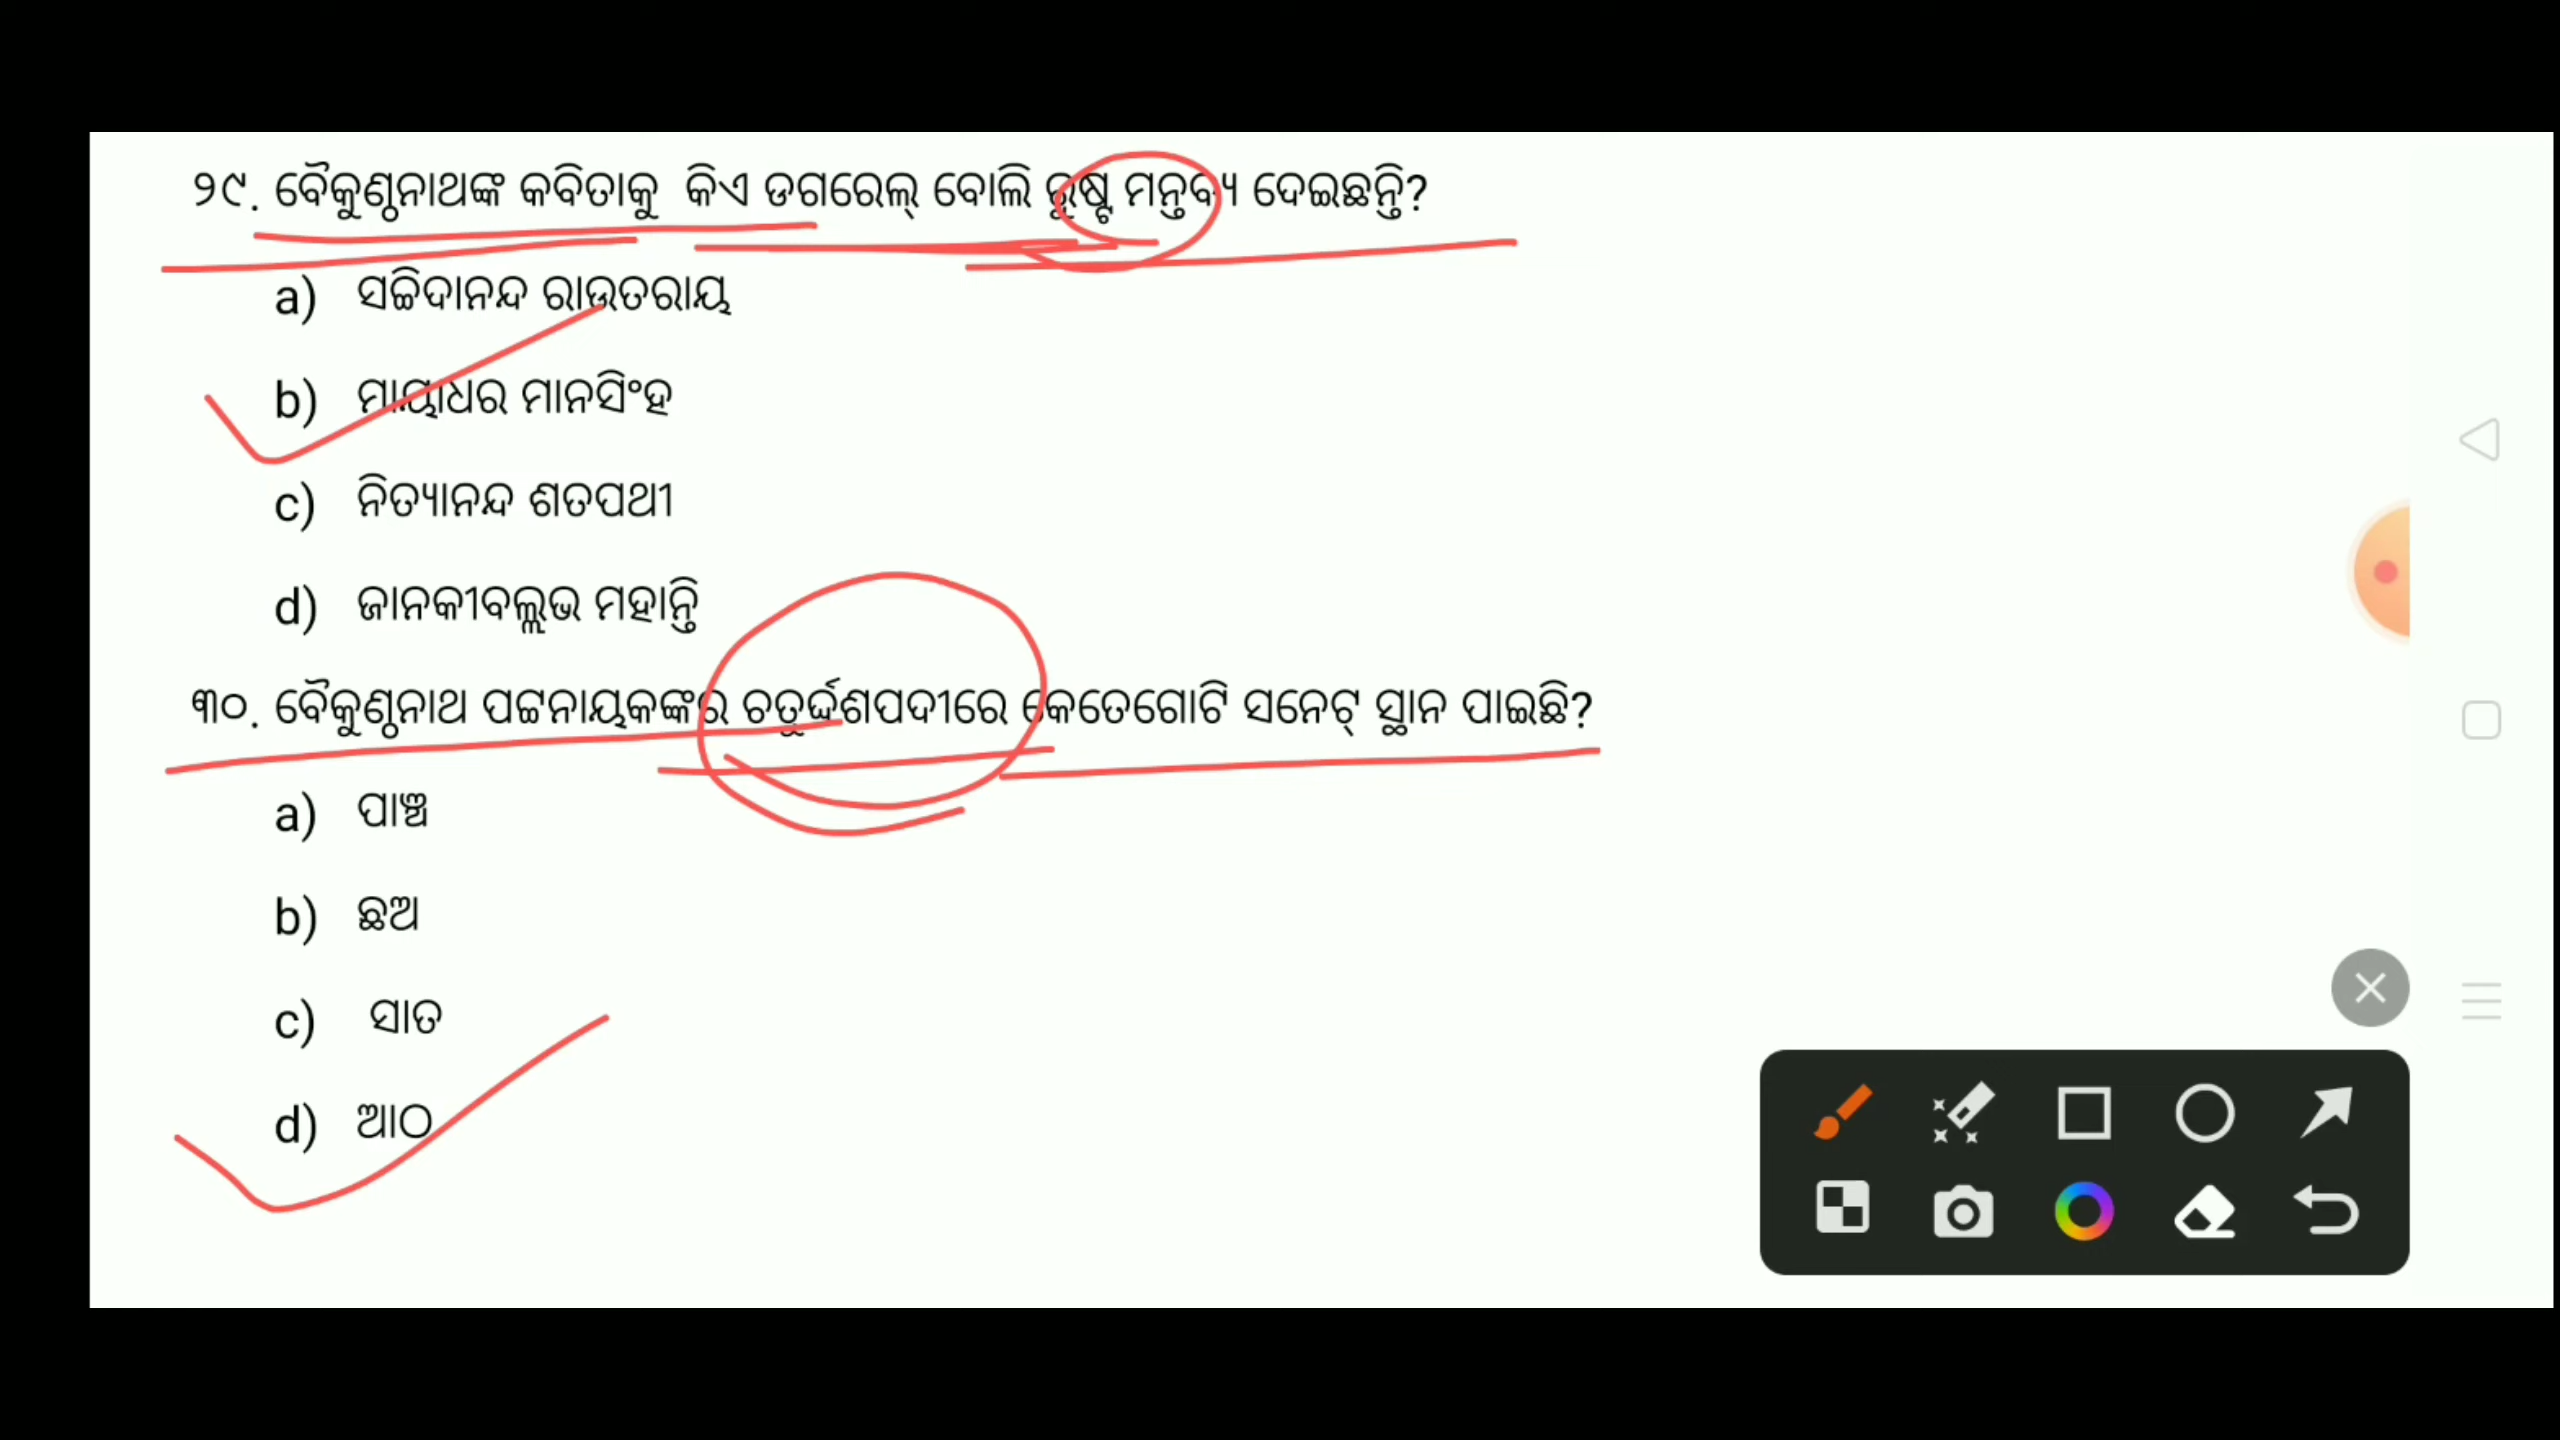 ୨୯. ବୈକୁଣ୍ଠନାଥଙ୍କ କବିତାକୁ କିଏ ଡଗରେଲ୍ ବୋଲି ରୁଷ୍ଟ ମନ୍ତବ୍ୟ ଦେଇଛନ୍ତି?
a) ସଚ୍ଚିଦାନନ୍ଦ ରାଉତରାୟ
b) ମାୟାଧର ମାନସିଂହ
c) ନିତ୍ୟାନନ୍ଦ ଶତପଥୀ
d) ଜାନକୀବଲ୍ଲଭ ମହାନ୍ତି
୩୦. ବୈକୁଣ୍ଠନାଥ ପଟ୍ଟନାୟକଙ୍କର ଚତୁର୍ଦ୍ଦଶପଦୀରେ କେତେଗୋଟି ସନେଟ୍ ସ୍ଥାନ ପାଇଛି?
a) ପାଞ୍ଚ
b) ଛଅ
c) ସାତ
d) ଆଠ